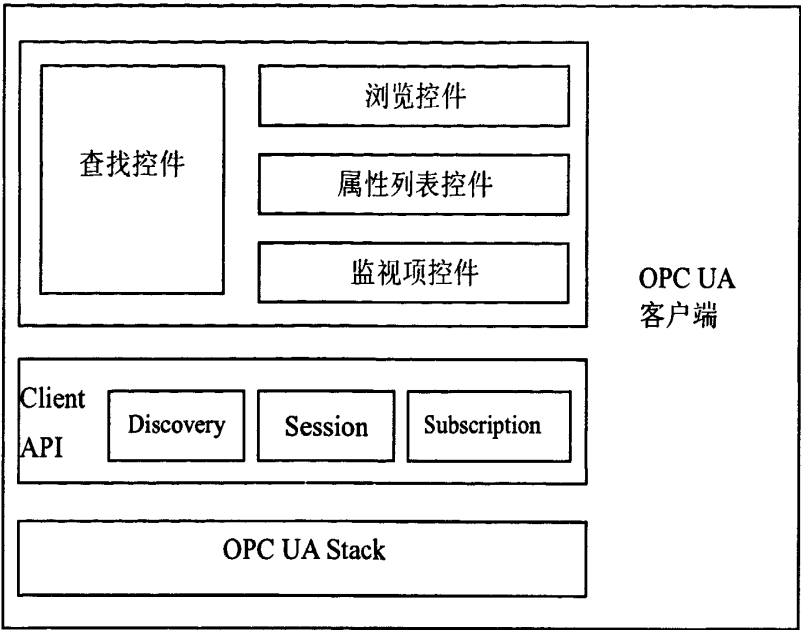 查找控件
浏览控件
属性列表控件
监视项控件
OPC UA
客户端
Client
API
Discovery
Session
Subscription
OPC UA Stack